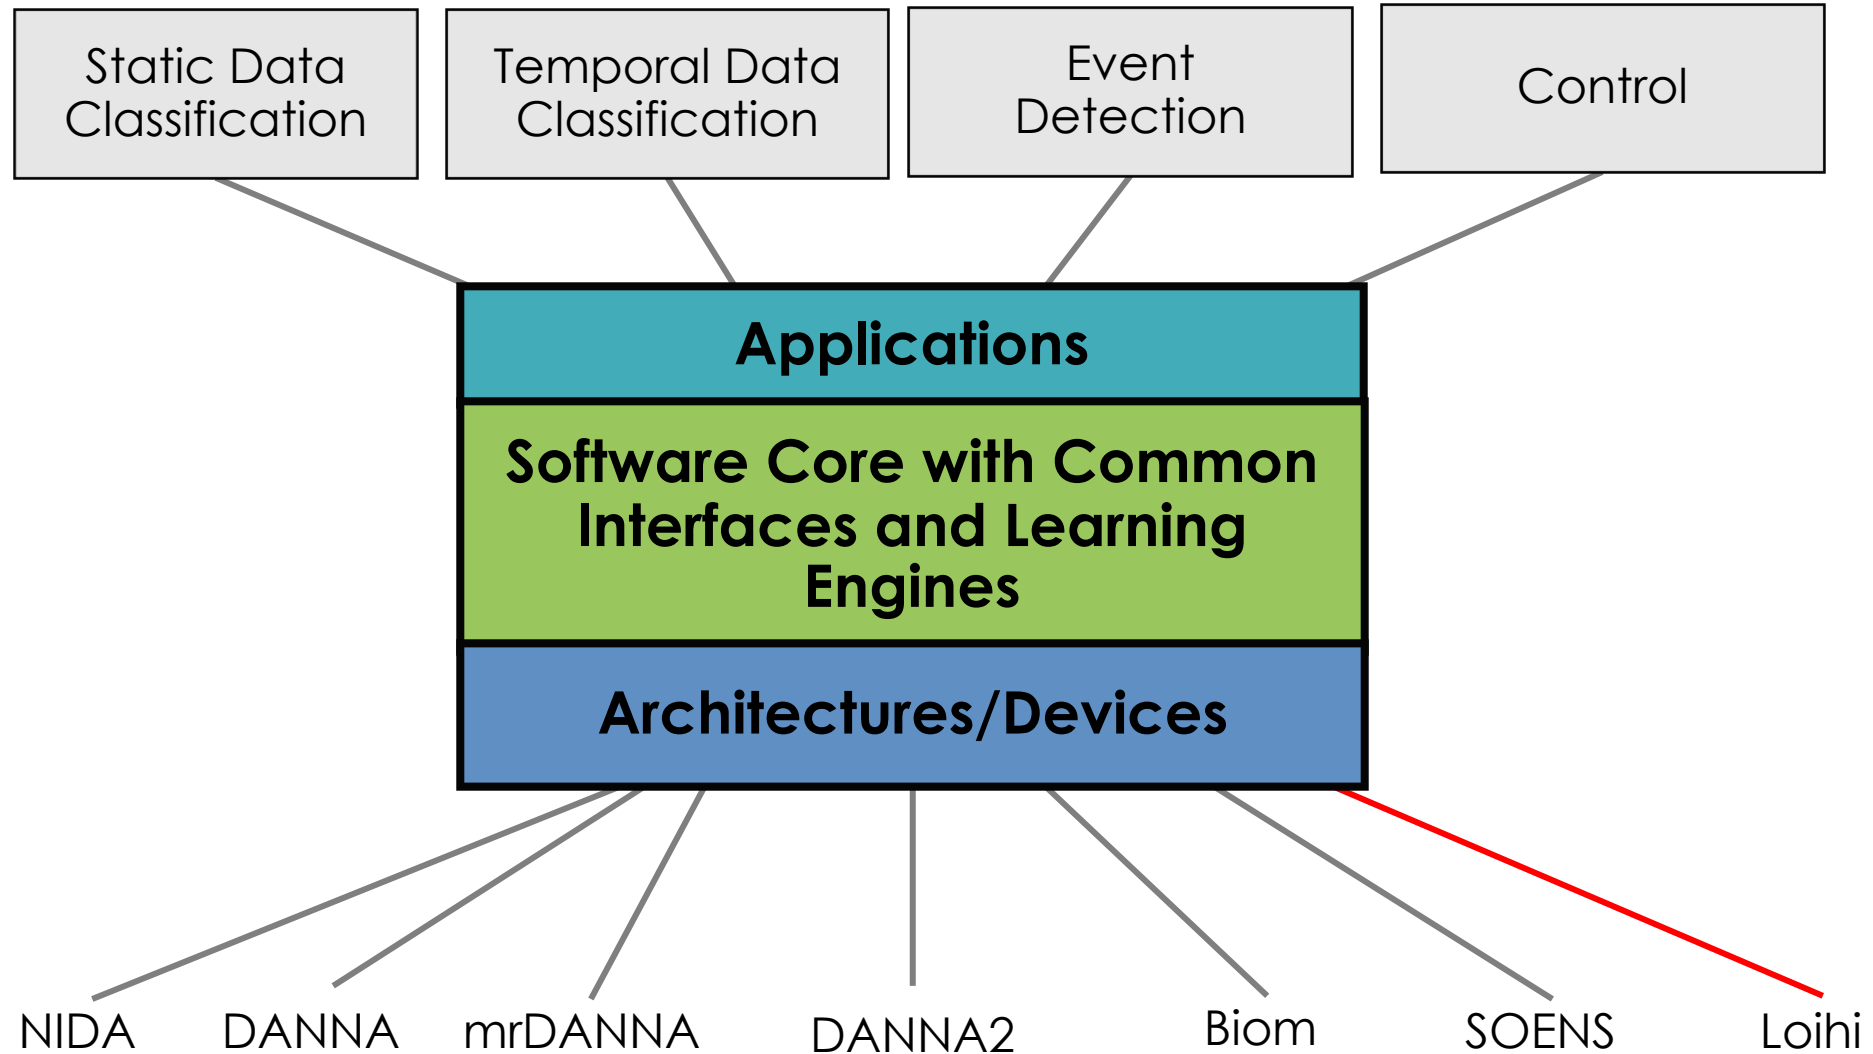 Static Data
Classification
Temporal Data
Classification
Event
Detection
Control
Applications
Software Core with Common
Interfaces and Learning
Engines
Architectures/Devices
NIDA
DANNA
mrDANNA
DANNA2
Biom
SOENS
Loihi